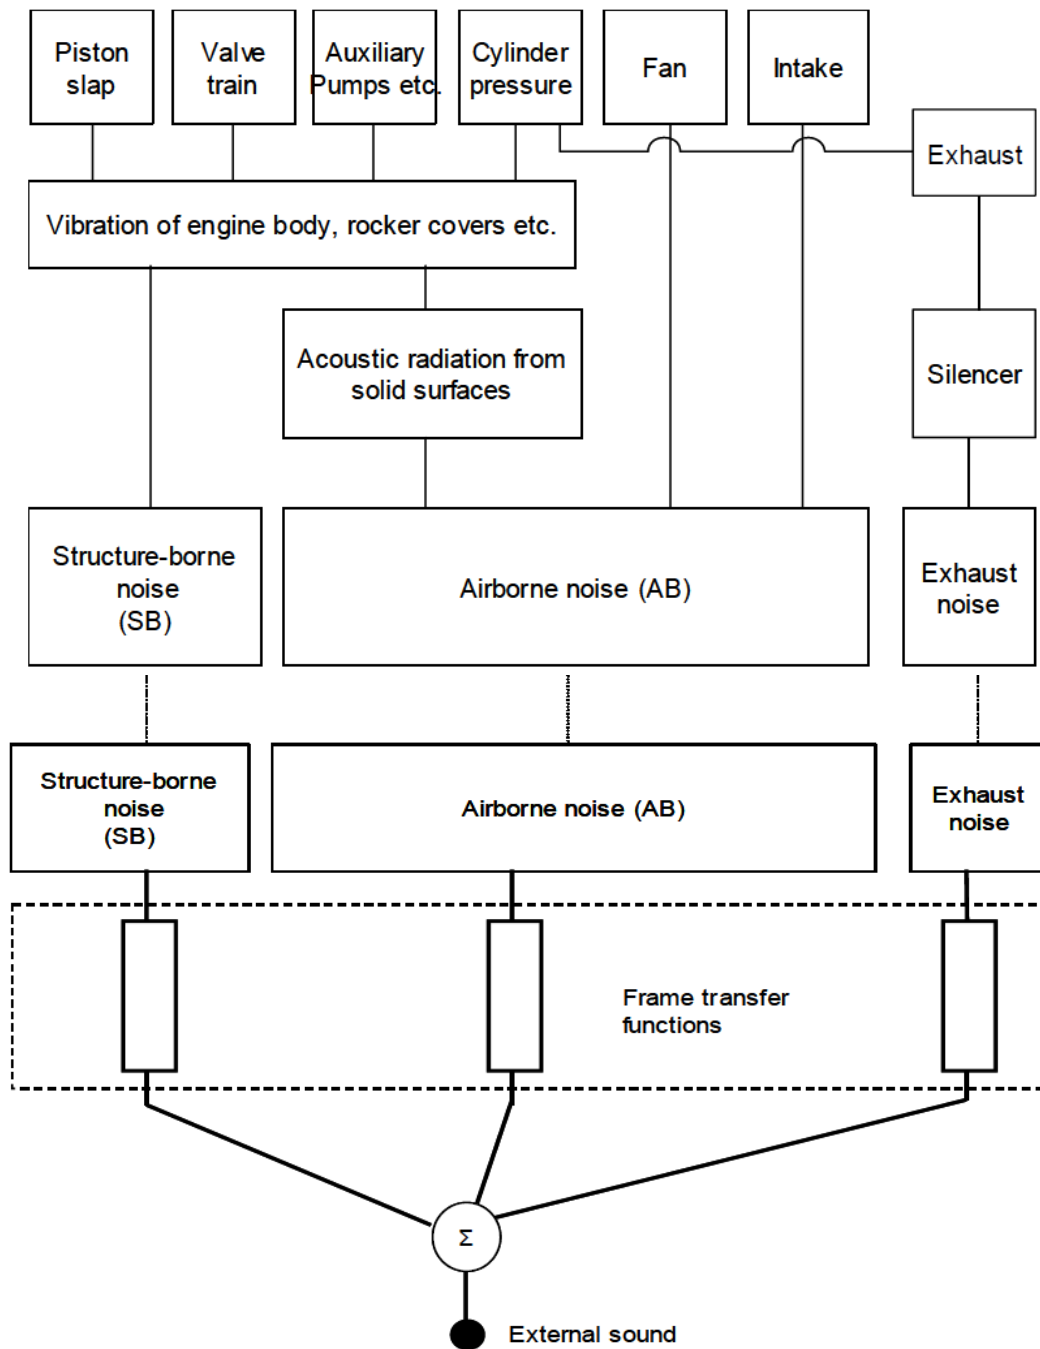 Piston
slap
Valve
train
Auxiliary
Pumps etc.
Cylinder
pressure
Fan
Intake
Exhaust
Vibration of engine body, rocker covers etc.
Acoustic radiation from
solid surfaces
Silencer
Structure-borne
noise
(SB)
Airborne noise (AB)
Exhaust
noise
Structure-borne
noise
(SB)
Airborne noise (AB)
Exhaust
noise
Frame transfer
functions
Σ
External sound